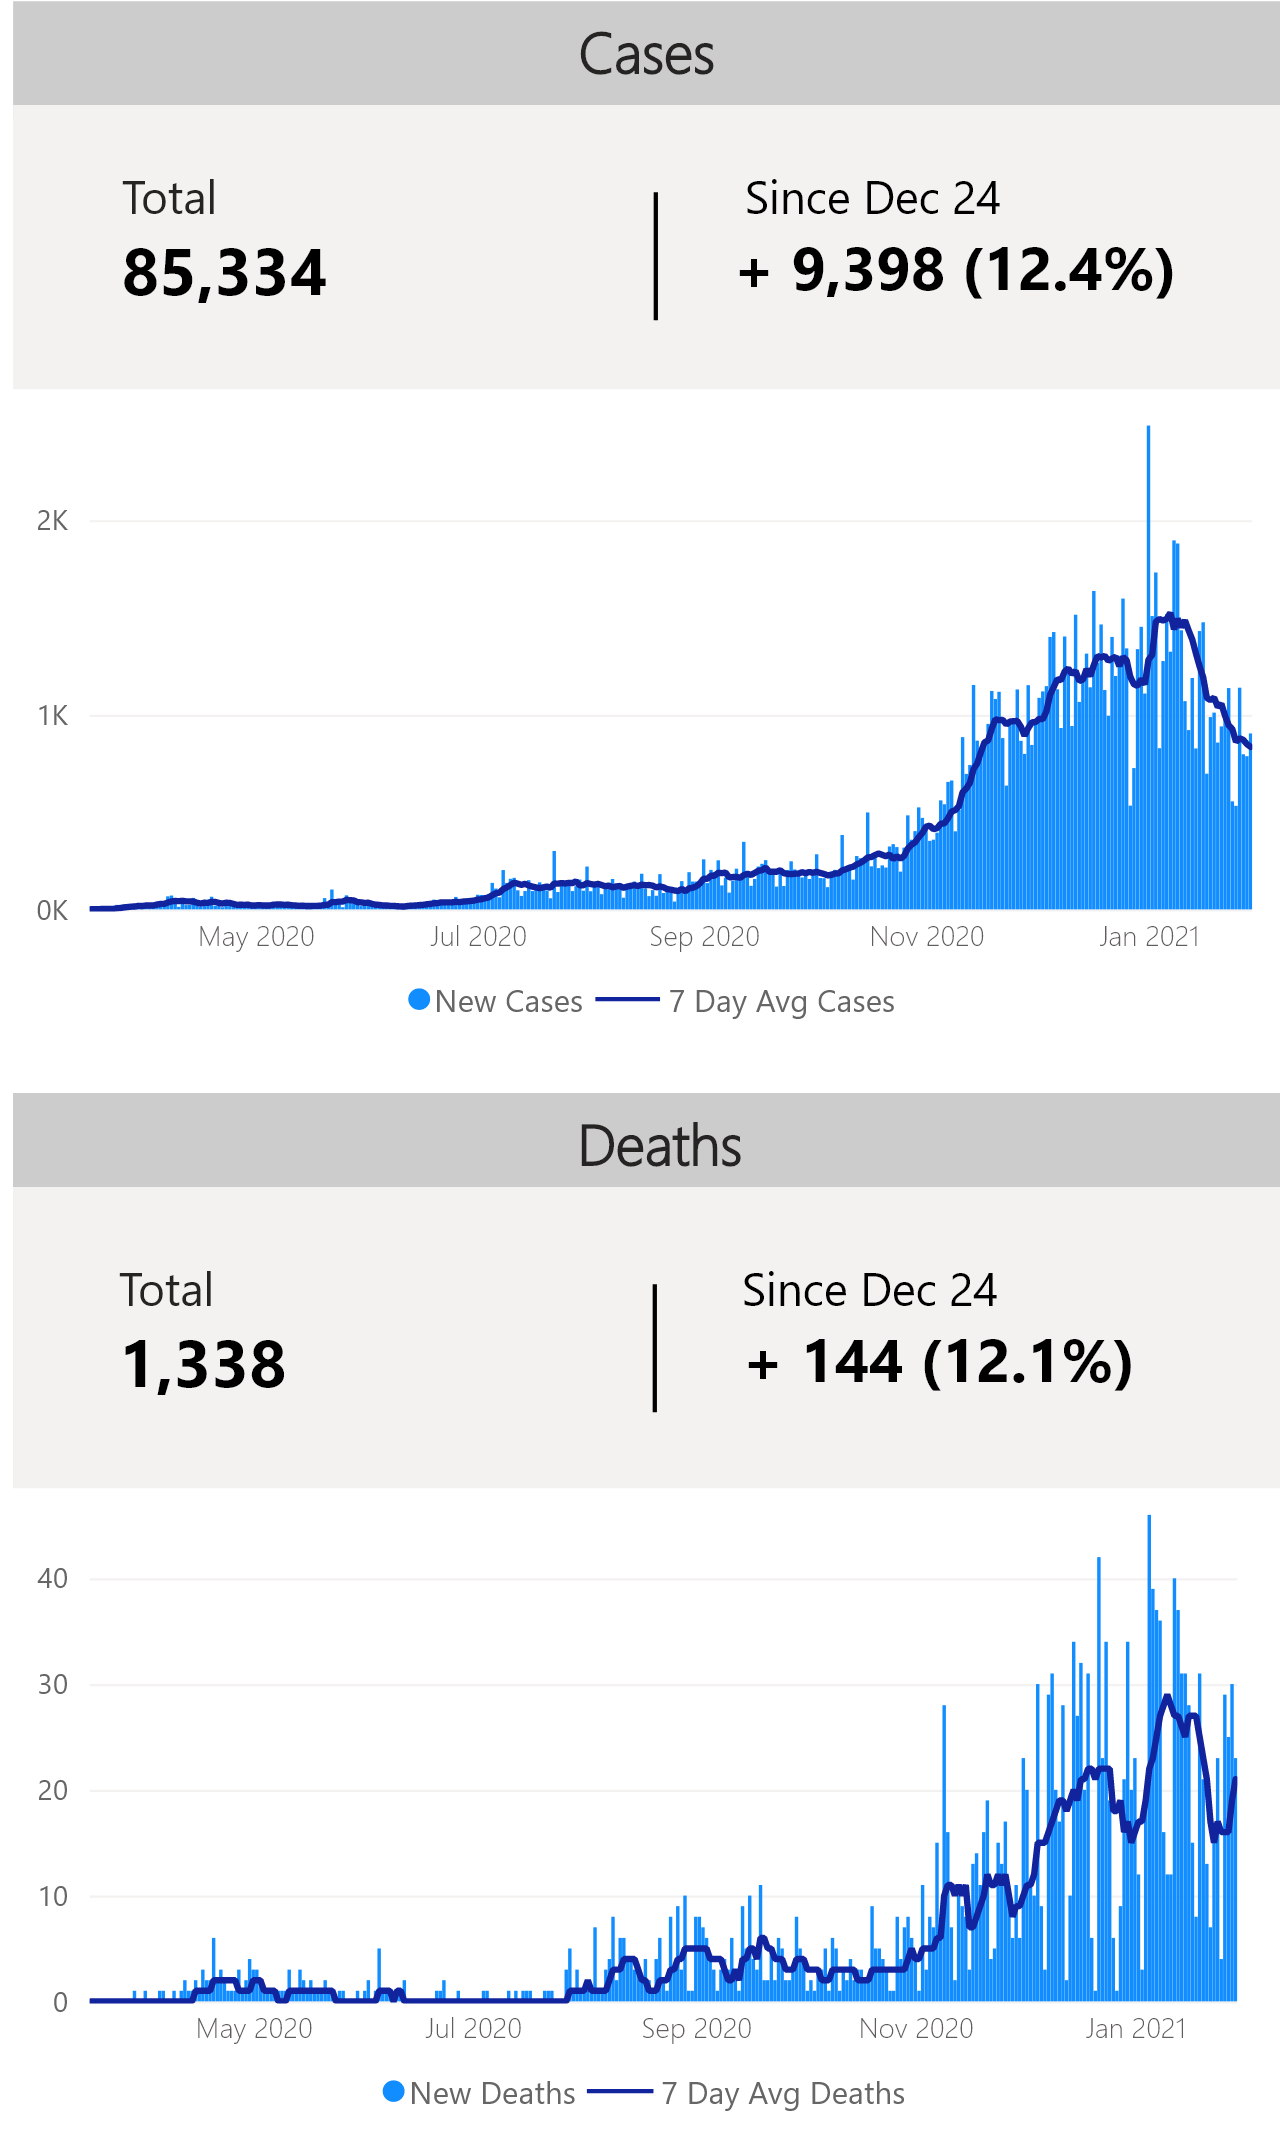 Cases
Total
Since Dec 24
85,334
+ 9,398 (12.4%)
2K
1K
0K
May 2020
Jul 2020
Sep 2020
Nov 2020
Jan 2021
New Cases
7 Day Avg Cases
Deaths
Total
Since Dec 24
1,338
+ 144 (12.1%)
40
30
20
10
0
May 2020
Jul 2020
Sep 2020
Nov 2020
Jan 2021
New Deaths
7 Day Avg Deaths